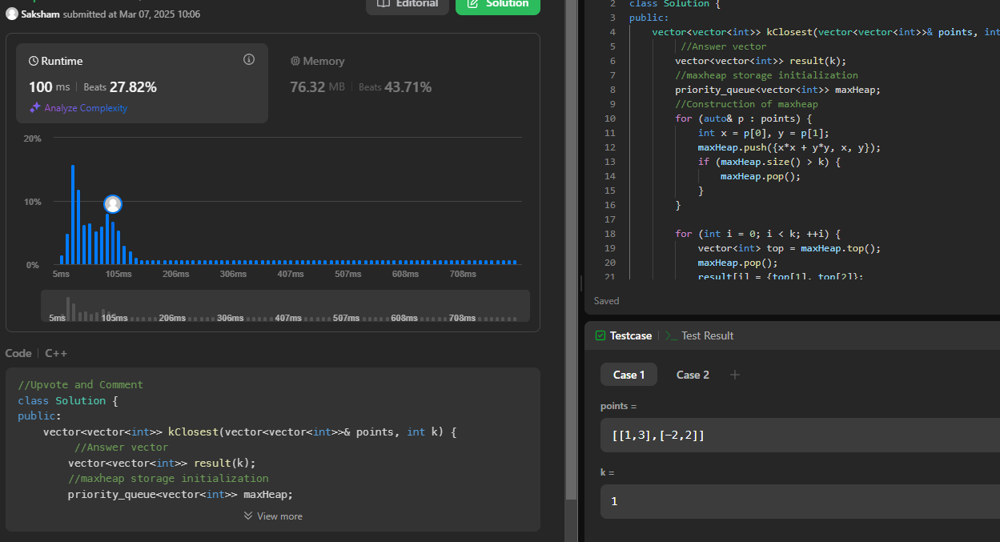 Editorial
Solution
Saksham submitted at Mar 07, 2025 10:06
Runtime
100 ms | Beats 27.82%
Analyze Complexity
Memory
76.32 MB | Beats 43.71%
20%
10%
0%
5ms 105ms 206ms 306ms 407ms 507ms 608ms 708ms
5ms 105ms 206ms 306ms 407ms 507ms 608ms 708ms
Code | C++
//Upvote and Comment
class Solution {
public:
    vector<vector<int>> kClosest(vector<vector<int>>& points, int k) {
         //Answer vector
        vector<vector<int>> result(k);
        //maxheap storage initialization
        priority_queue<vector<int>> maxHeap;
View more
2 class Solution {
3 public:
4     vector<vector<int>> kClosest(vector<vector<int>>& points, int
5          //Answer vector
6         vector<vector<int>> result(k);
7         //maxheap storage initialization
8         priority_queue<vector<int>> maxHeap;
9         //Construction of maxheap
10         for (auto& p : points) {
11             int x = p[0], y = p[1];
12             maxHeap.push({x*x + y*y, x, y});
13             if (maxHeap.size() > k) {
14                 maxHeap.pop();
15             }
16         }
17
18         for (int i = 0; i < k; ++i) {
19             vector<int> top = maxHeap.top();
20             maxHeap.pop();
21             result[i] = {top[1], top[2]};
Saved
Testcase | >_ Test Result
Case 1 Case 2 +
points =
[[1,3],[-2,2]]
k =
1